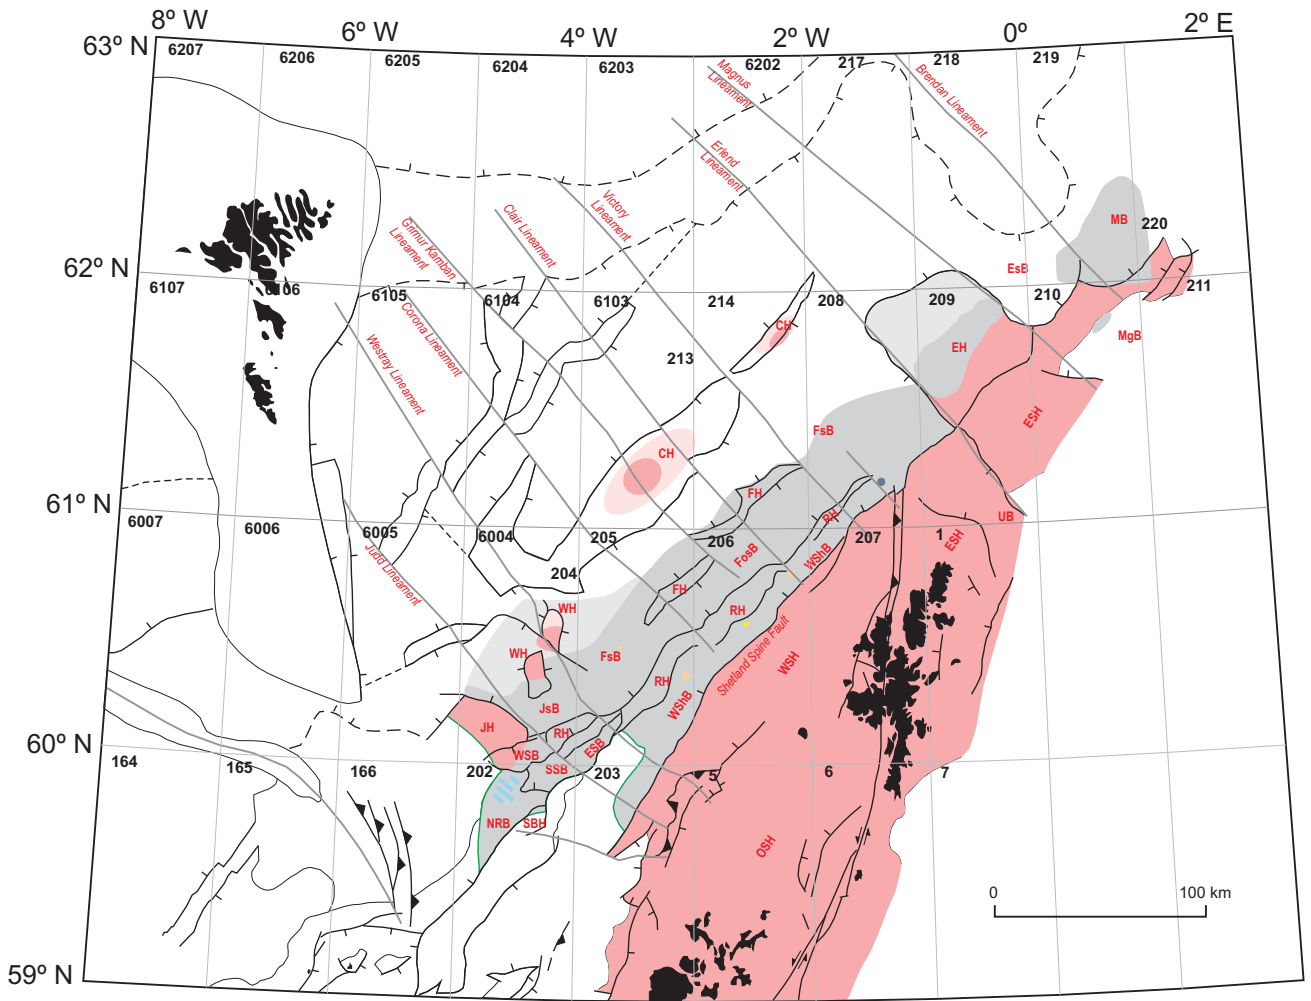 8º W
6º W
4º W
2º W
0º
2º E
63º N
6207
6206
6205
6204
6203
6202
217
218
219
Magnus
Lineament
Brendan Lineament
Erlend
Lineament
Victory
Lineament
Clair Lineament
Grimur Kamban
Lineament
MB
220
62º N
EsB
6107
6106
6105
6104
6103
214
208
209
210
211
Corona Lineament
Westray Lineament
CH
MgB
EH
213
ESH
FsB
CH
61º N
FH
RH
UB
6007
6006
6005
6004
205
206
207
1
ESH
Judd Lineament
FosB
WShB
204
FH
WH
RH
Shetland Spine Fault
WH
FsB
WSH
RH
WShB
JsB
JH
RH
60º N
WSB
ESB
164
165
166
202
SSB
203
5
6
7
NRB
SBH
OSH
0
100 km
59º N